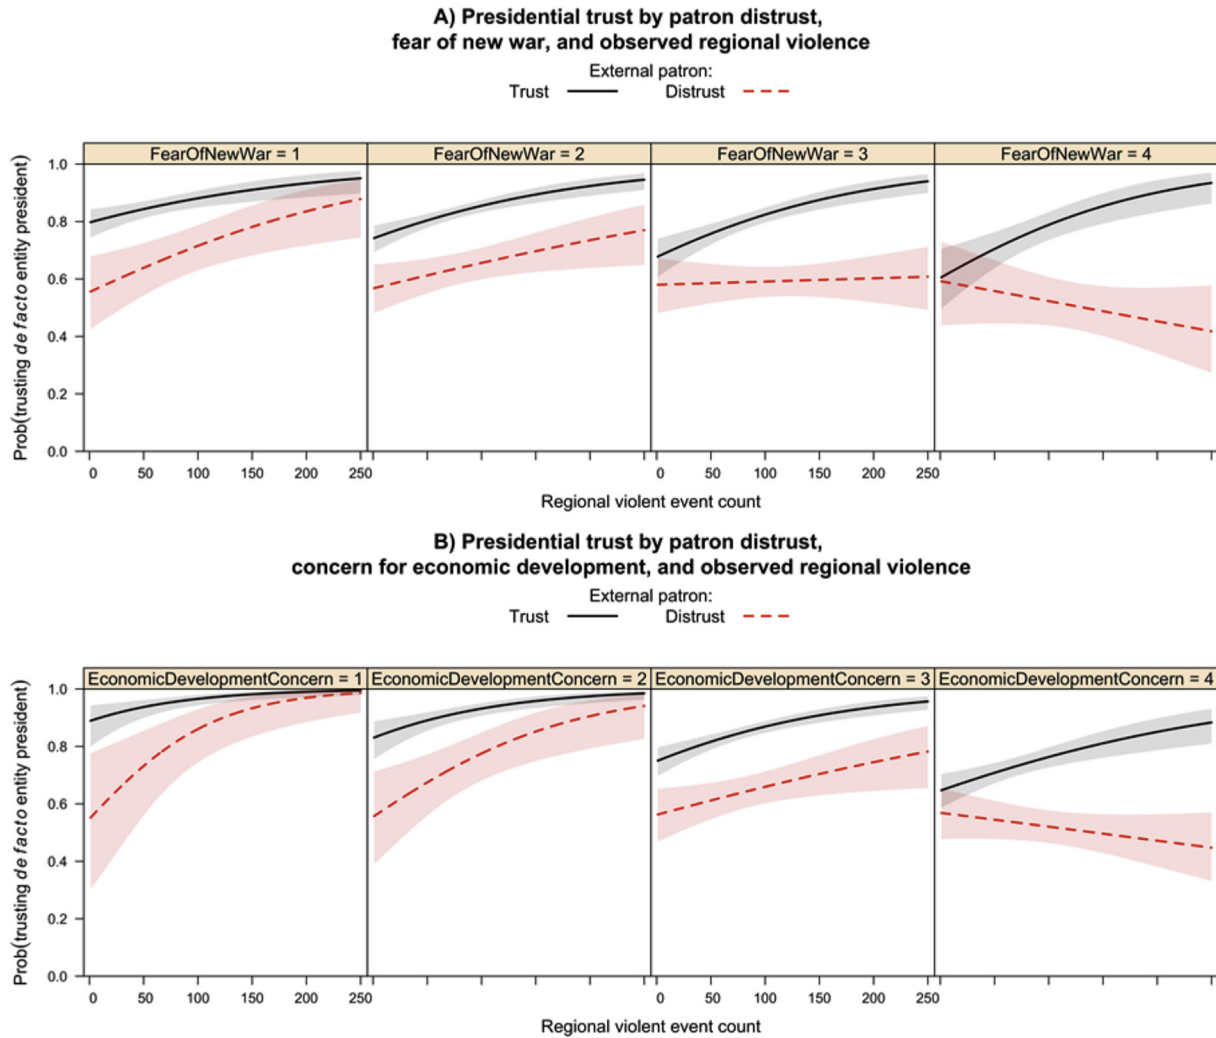 A) Presidential trust by patron distrust,
fear of new war, and observed regional violence
External patron:
Trust Distrust
FearOfNewWar = 1 FearOfNewWar = 2 FearOfNewWar = 3 FearOfNewWar = 4
Prob(trusting de facto entity president)
1.0
0.8
0.6
0.4
0.2
0.0
0 50 100 150 200 250 0 50 100 150 200 250
Regional violent event count
B) Presidential trust by patron distrust,
concern for economic development, and observed regional violence
External patron:
Trust Distrust
EconomicDevelopmentConcern = 1 EconomicDevelopmentConcern = 2 EconomicDevelopmentConcern = 3 EconomicDevelopmentConcern = 4
Prob(trusting de facto entity president)
1.0
0.8
0.6
0.4
0.2
0.0
0 50 100 150 200 250 0 50 100 150 200 250
Regional violent event count